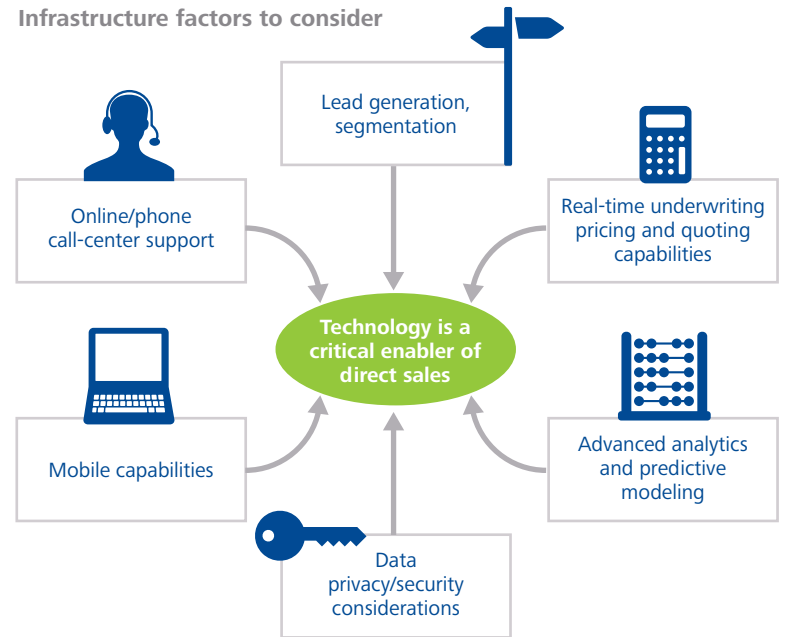 Infrastructure factors to consider
Lead generation,
segmentation
Online/phone
call-center support
Real-time underwriting
pricing and quoting
capabilities
Technology is a
critical enabler of
direct sales
Mobile capabilities
Advanced analytics
and predictive
modeling
Data
privacy/security
considerations